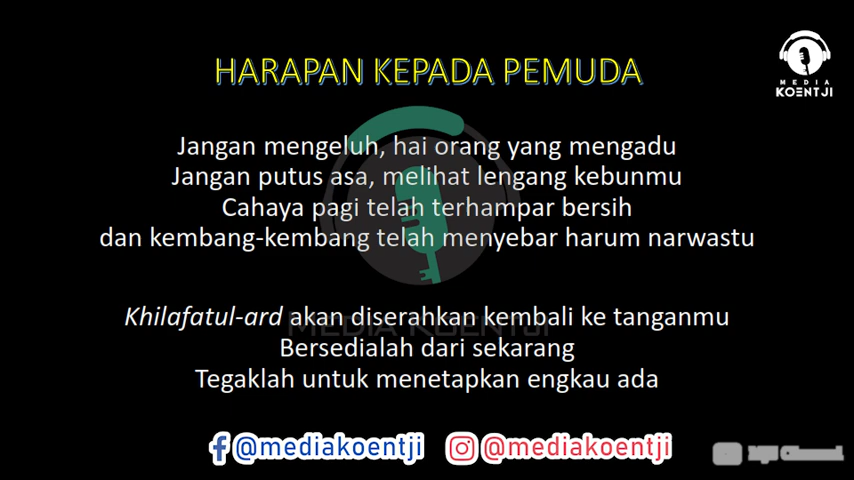 HARAPAN KEPADA PEMUDA
MEDIA
KOENTJI
Jangan mengeluh, hai orang yang mengadu
Jangan putus asa, melihat lengang kebunmu
Cahaya pagi telah terhampar bersih
dan kembang-kembang telah menyebar harum narwastu
Khilafatul-ard akan diserahkan kembali ke tanganmu
MEDIA KOENTJI
Bersedialah dari sekarang
Tegaklah untuk menetapkan engkau ada
@mediakoentji @mediakoentji